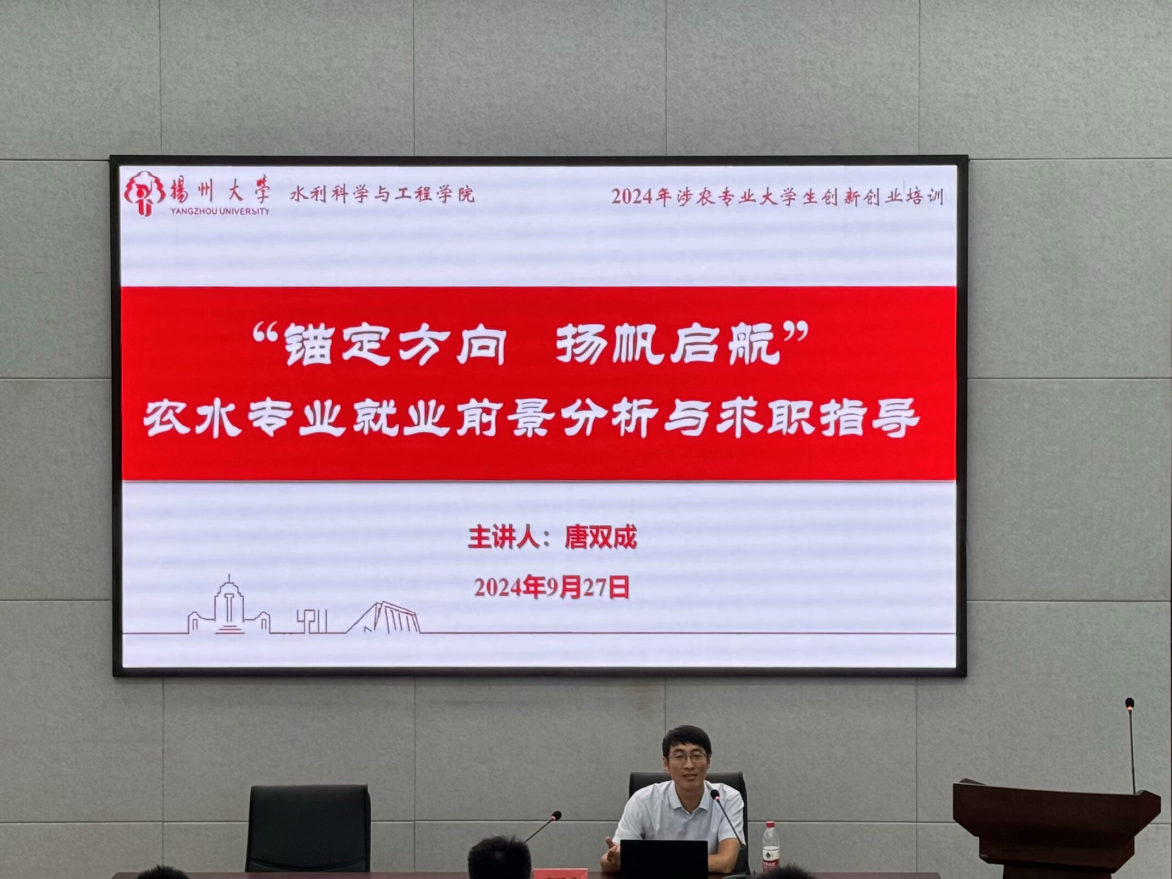 揚州大學 水利科学与工程学院 2024年涉农专业大学生创新创业培训
YANGZHOU UNIVERSITY
“锚定方向 扬帆启航”
农水专业就业前景分析与求职指导
主讲人：唐双成
2024年9月27日